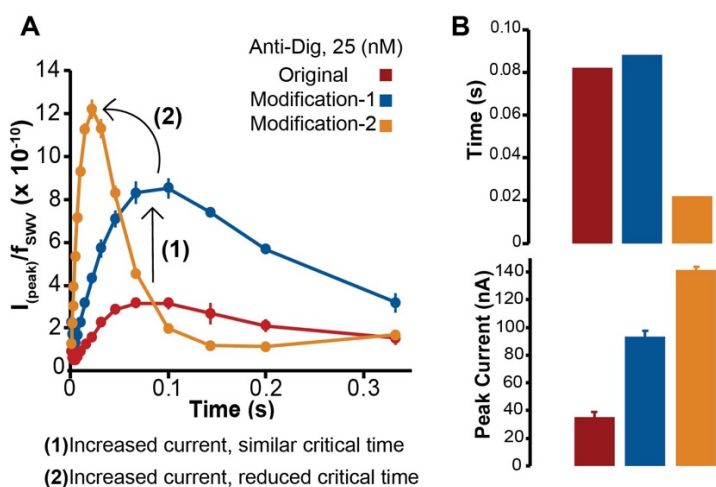 A
Anti-Dig, 25 (nM)
Original
Modification-1
Modification-2
I(peak)/fSWV (x 10-10)
14
12
10
8
6
4
2
0
(2)
(1)
0
0.1
0.2
0.3
Time (s)
(1)Increased current, similar critical time
(2)Increased current, reduced critical time
B
Time (s)
0.10
0.08
0.06
0.04
0.02
0
Peak Current (nA)
140
120
100
80
60
40
20
0